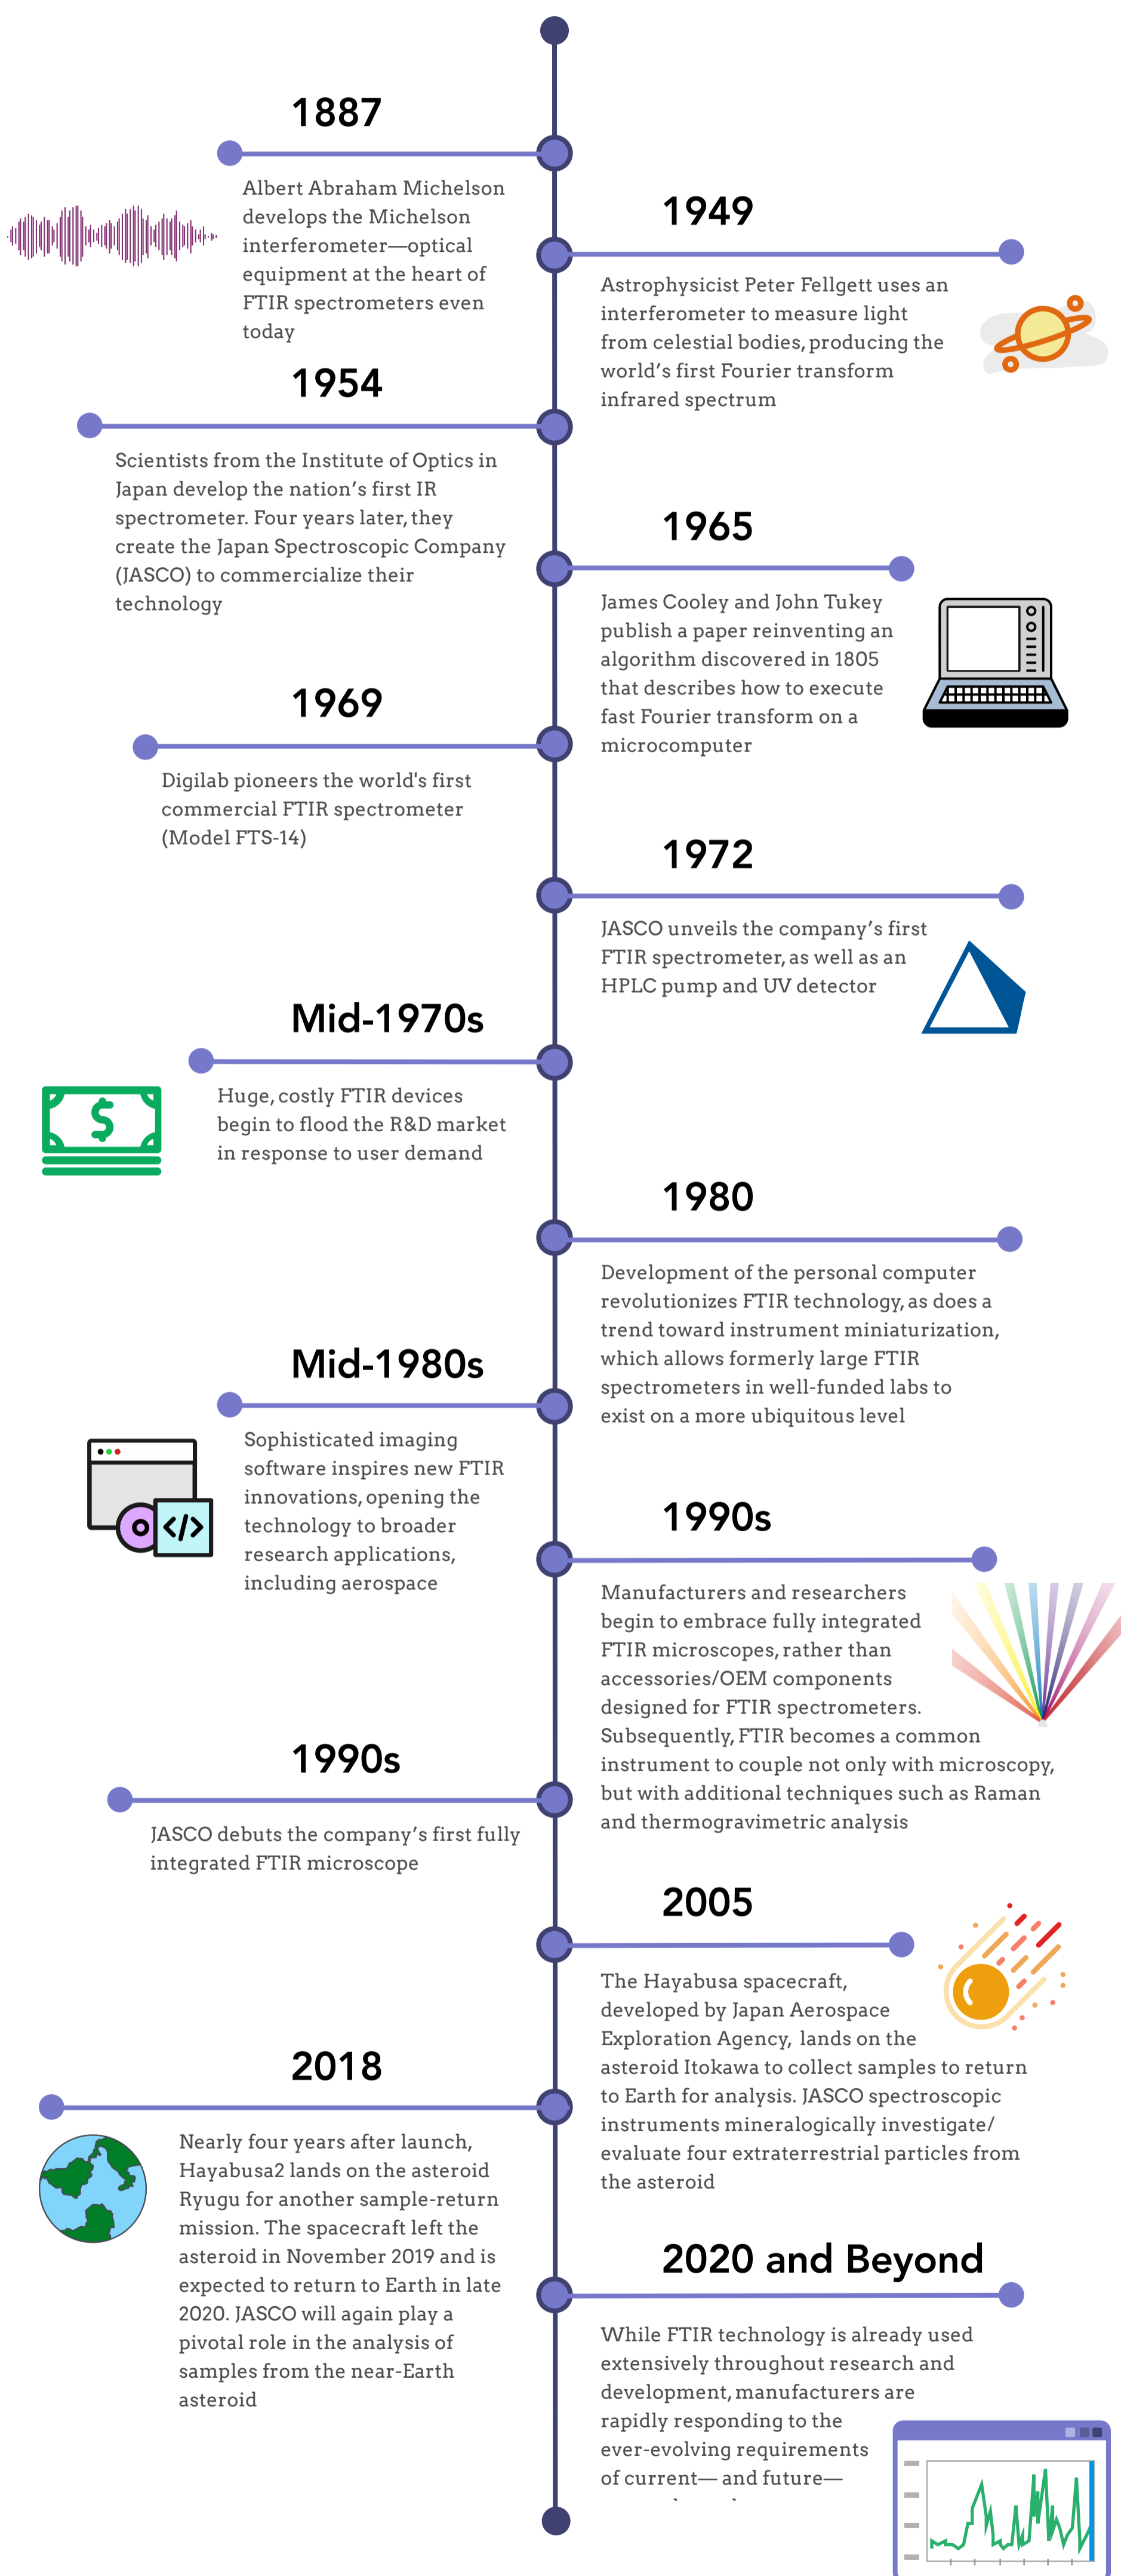 1887
Albert Abraham Michelson
develops the Michelson
interferometer—optical
equipment at the heart of
FTIR spectrometers even
today
1949
Astrophysicist Peter Fellgett uses an
interferometer to measure light
from celestial bodies, producing the
world’s first Fourier transform
infrared spectrum
1954
Scientists from the Institute of Optics in
Japan develop the nation’s first IR
spectrometer. Four years later, they
create the Japan Spectroscopic Company
(JASCO) to commercialize their
technology
1965
James Cooley and John Tukey
publish a paper reinventing an
algorithm discovered in 1805
that describes how to execute
fast Fourier transform on a
microcomputer
1969
Digilab pioneers the world's first
commercial FTIR spectrometer
(Model FTS-14)
1972
JASCO unveils the company’s first
FTIR spectrometer, as well as an
HPLC pump and UV detector
Mid-1970s
$
Huge, costly FTIR devices
begin to flood the R&D market
in response to user demand
1980
Development of the personal computer
revolutionizes FTIR technology, as does a
trend toward instrument miniaturization,
which allows formerly large FTIR
spectrometers in well-funded labs to
exist on a more ubiquitous level
Mid-1980s
</>
Sophisticated imaging
software inspires new FTIR
innovations, opening the
technology to broader
research applications,
including aerospace
1990s
Manufacturers and researchers
begin to embrace fully integrated
FTIR microscopes, rather than
accessories/OEM components
designed for FTIR spectrometers.
Subsequently, FTIR becomes a common
instrument to couple not only with microscopy,
but with additional techniques such as Raman
and thermogravimetric analysis
1990s
JASCO debuts the company’s first fully
integrated FTIR microscope
2005
The Hayabusa spacecraft,
developed by Japan Aerospace
Exploration Agency, lands on the
asteroid Itokawa to collect samples to return
to Earth for analysis. JASCO spectroscopic
instruments mineralogically investigate/
evaluate four extraterrestrial particles from
the asteroid
2018
Nearly four years after launch,
Hayabusa2 lands on the asteroid
Ryugu for another sample-return
mission. The spacecraft left the
asteroid in November 2019 and is
expected to return to Earth in late
2020. JASCO will again play a
pivotal role in the analysis of
samples from the near-Earth
asteroid
2020 and Beyond
While FTIR technology is already used
extensively throughout research and
development, manufacturers are
rapidly responding to the
ever-evolving requirements
of current— and future—